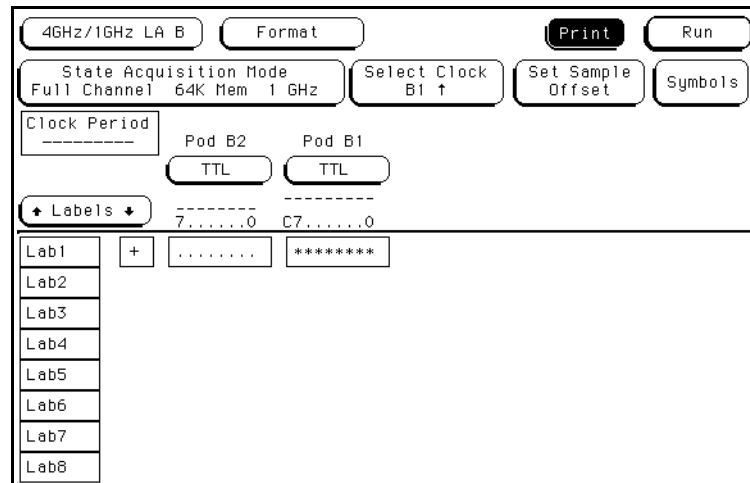 4GHz/1GHz LA B Format Print Run
State Acquisition Mode Select Clock Set Sample Symbols
Full Channel 64K Mem 1 GHz B1 ↑ Offset
Clock Period
--------- Pod B2 Pod B1
TTL TTL
↑ Labels ↓ -------- ---------
7......0 C7......0
Lab1 + ........ ********
Lab2
Lab3
Lab4
Lab5
Lab6
Lab7
Lab8